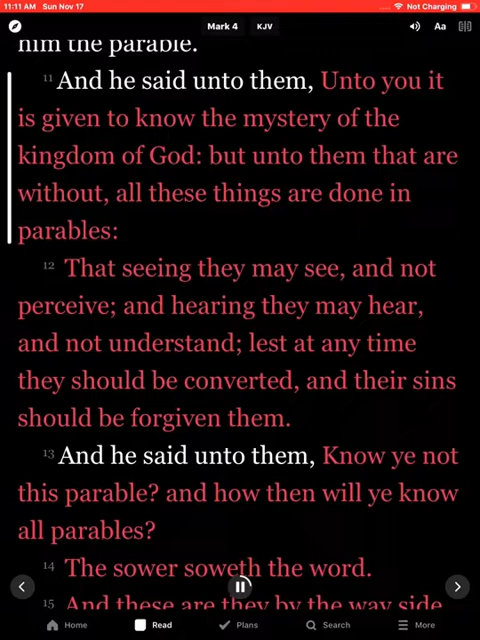 11:11 AM Sun Nov 17
Not Charging
Mark 4 KJV
Aa
him the parable.
11 And he said unto them, Unto you it
is given to know the mystery of the
kingdom of God: but unto them that are
without, all these things are done in
parables:
12 That seeing they may see, and not
perceive; and hearing they may hear,
and not understand; lest at any time
they should be converted, and their sins
should be forgiven them.
13 And he said unto them, Know ye not
this parable? and how then will ye know
all parables?
14 The sower soweth the word.
15 And these are they by the way side,
Home Read Plans Search More